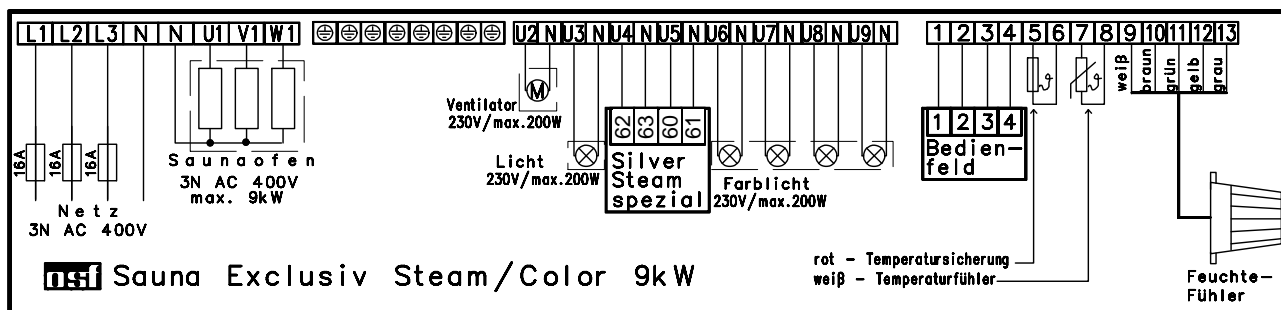 L1 L2 L3 N N U1 V1 W1
U2 N U3 N U4 N U5 N U6 N U7 N U8 N U9 N
1 2 3 4 5 6 7 8 9 10 11 12 13
weiß
braun
grün
gelb
grau
16A
16A
16A
Netz
3N AC 400V
Saunaofen
3N AC 400V
max. 9kW
M
Ventilator
230V/max.200W
Licht
230V/max.200W
62 63 60 61
Silver
Steam
spezial
Farblicht
230V/max.200W
1 2 3 4
Bedien-
feld
ϑ
ϑ
rot - Temperatursicherung
weiß - Temperaturfühler
Feuchte-
Fühler
nsf Sauna Exclusiv Steam/Color 9kW